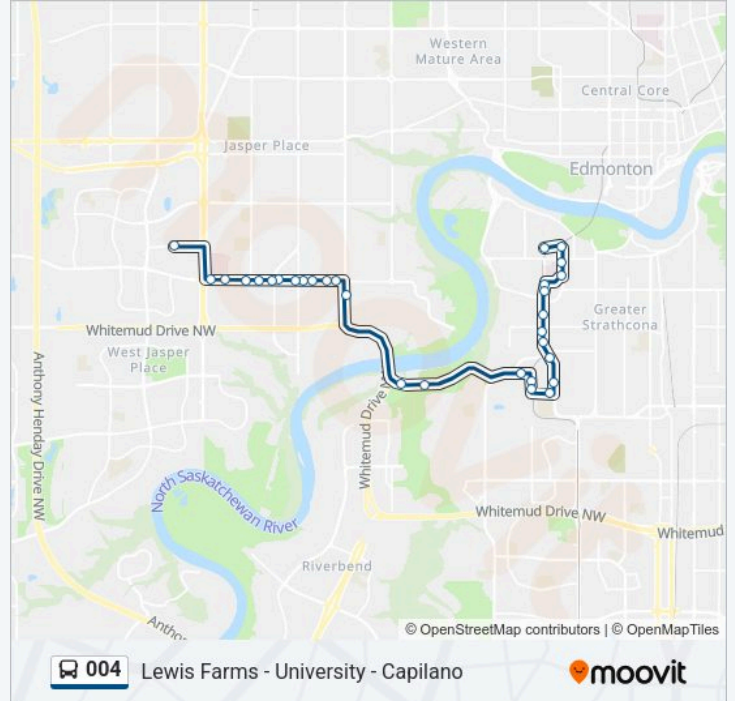 Western
Mature Area
Central Core
Jasper Place
Edmonton
Greater
Strathcona
Whitemud Drive NW
West Jasper
Place
Anthony Henday Drive NW
Whitemud Drive N
North Saskatchewan River
Whitemud Drive NW
Whitemud
Riverbend
Antho
© OpenStreetMap contributors | © OpenMapTiles
004 Lewis Farms - University - Capilano
moovit